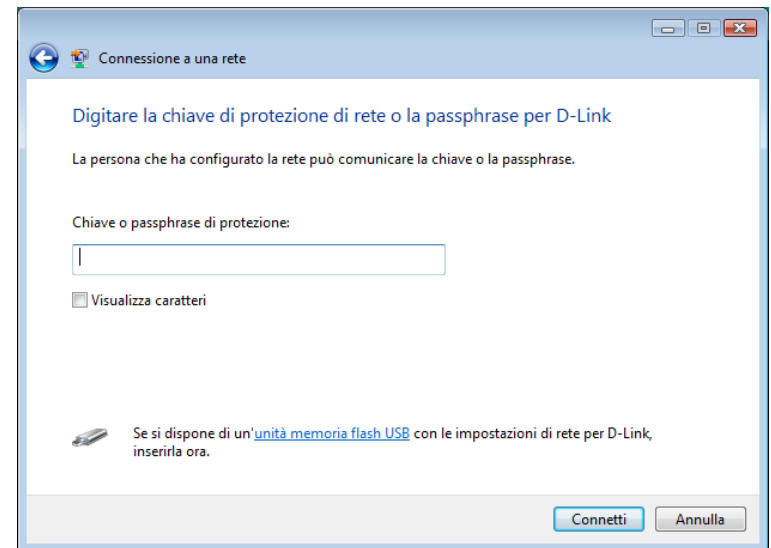 Connessione a una rete
Digitare la chiave di protezione di rete o la passphrase per D-Link
La persona che ha configurato la rete può comunicare la chiave o la passphrase.
Chiave o passphrase di protezione:
Visualizza caratteri
Se si dispone di un'unità memoria flash USB con le impostazioni di rete per D-Link,
inserirla ora.
Connetti Annulla